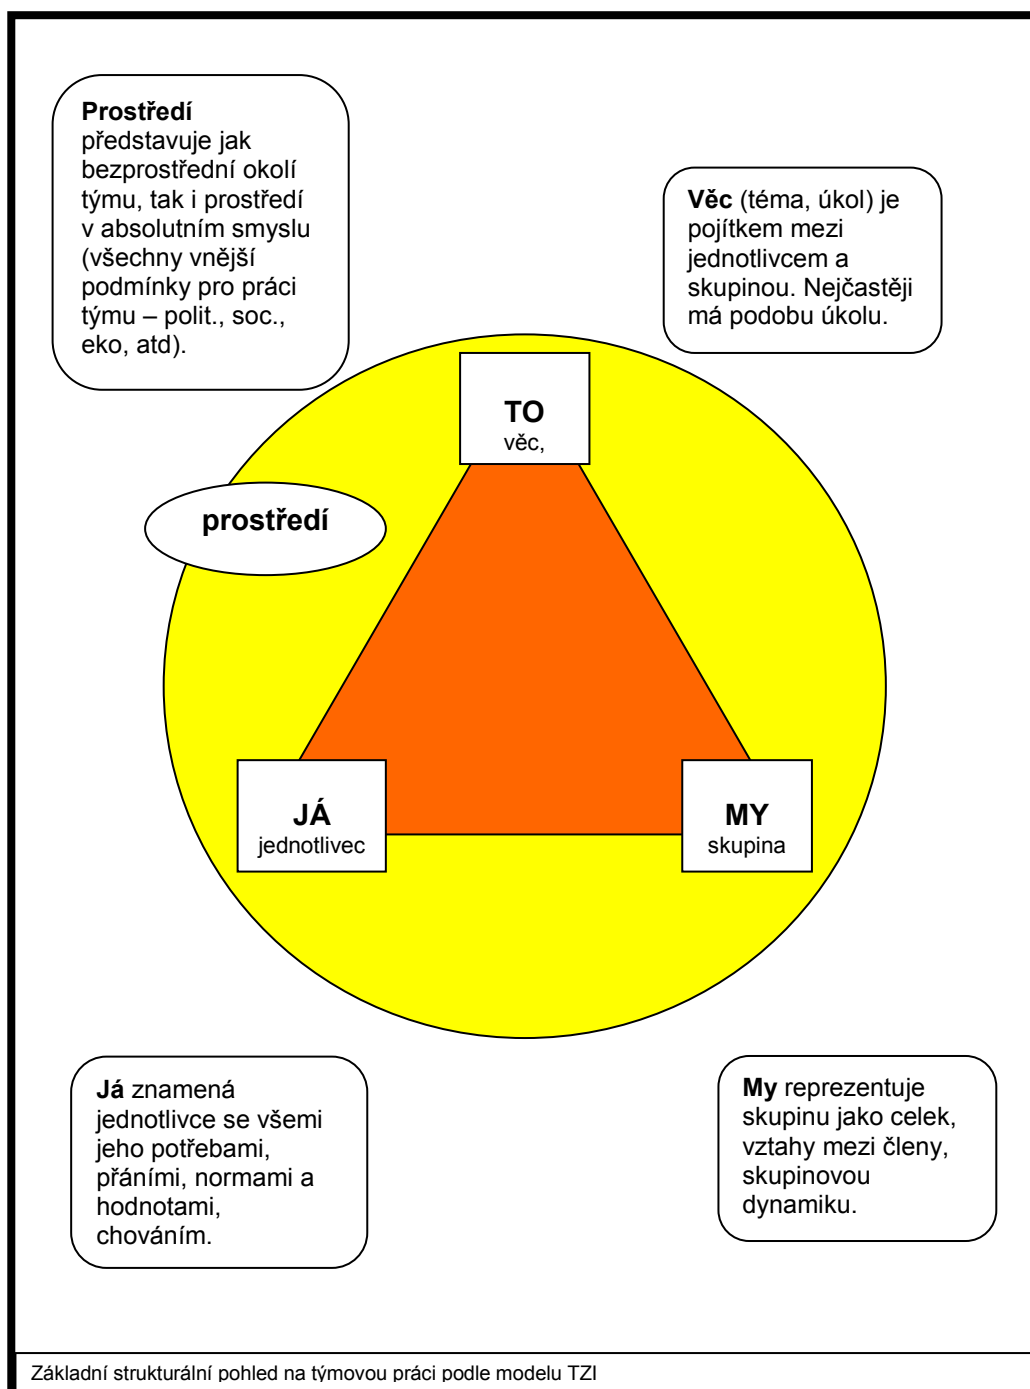 Prostředí
představuje jak
bezprostřední okolí
týmu, tak i prostředí
v absolutním smyslu
(všechny vnější
podmínky pro práci
týmu – polit., soc.,
eko, atd).
Věc (téma, úkol) je
pojítkem mezi
jednotlivcem a
skupinou. Nejčastěji
má podobu úkolu.
TO
věc,
prostředí
JÁ
jednotlivec
MY
skupina
Já znamená
jednotlivce se všemi
jeho potřebami,
přáními, normami a
hodnotami,
chováním.
My reprezentuje
skupinu jako celek,
vztahy mezi členy,
skupinovou
dynamiku.
Základní strukturální pohled na týmovou práci podle modelu TZI